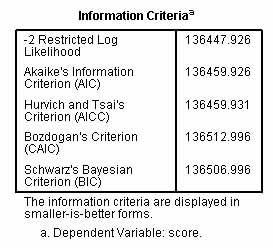 Information Criteriaa
-2 Restricted Log
Likelihood
136447.926
Akaike's Information
Criterion (AIC)
136459.926
Hurvich and Tsai's
Criterion (AICC)
136459.931
Bozdogan's Criterion
(CAIC)
136512.996
Schwarz's Bayesian
Criterion (BIC)
136506.996
The information criteria are displayed in
smaller-is-better forms.
a. Dependent Variable: score.